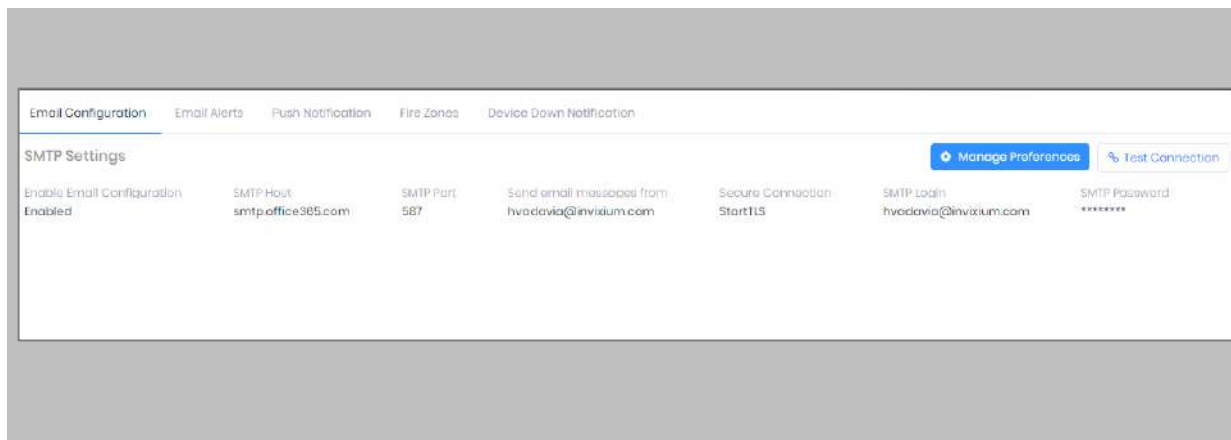 Email Configuration Email Alerts Push Notification Fire Zones Device Down Notification
SMTP Settings Manage Preferences Test Connection
Enable Email Configuration SMTP Host SMTP Port Send email messages from Secure Connection SMTP Login SMTP Password
Enabled smtp.office365.com 587 hvadavia@invixium.com StartTLS hvadavia@invixium.com ********